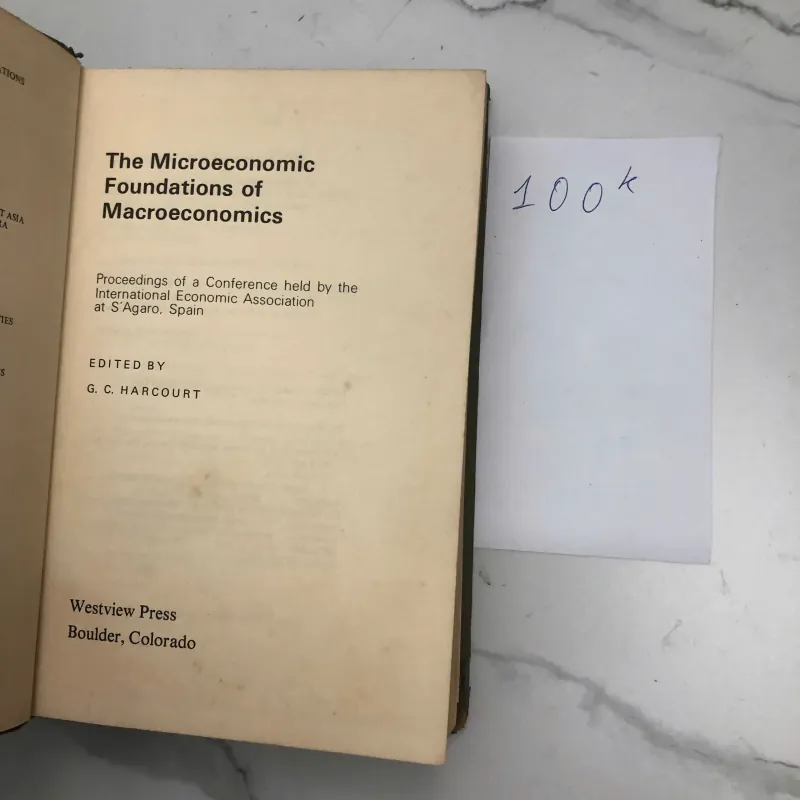 The Microeconomic
Foundations of
Macroeconomics
Proceedings of a Conference held by the
International Economic Association
at S'Agaro, Spain
EDITED BY
G. C. HARCOURT
Westview Press
Boulder, Colorado
100k